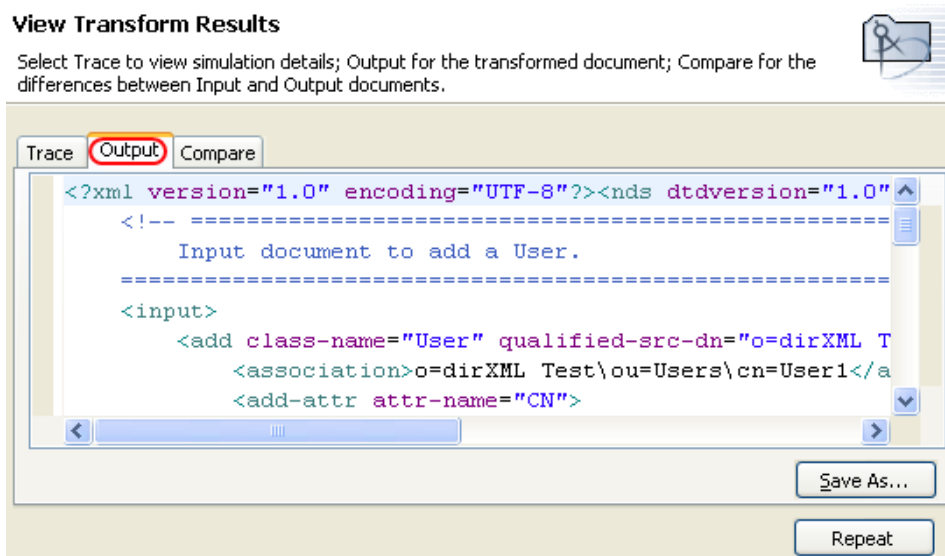 View Transform Results
Select Trace to view simulation details; Output for the transformed document; Compare for the
differences between Input and Output documents.
Trace Output Compare
<?xml version="1.0" encoding="UTF-8"?><nds dtdversion="1.0"
<!-- =================================================
Input document to add a User.
======================================================
<input>
<add class-name="User" qualified-src-dn="o=dirXML T
<association>o=dirXML Test\ou=Users\cn=User1</a
<add-attr attr-name="CN">
Save As...
Repeat